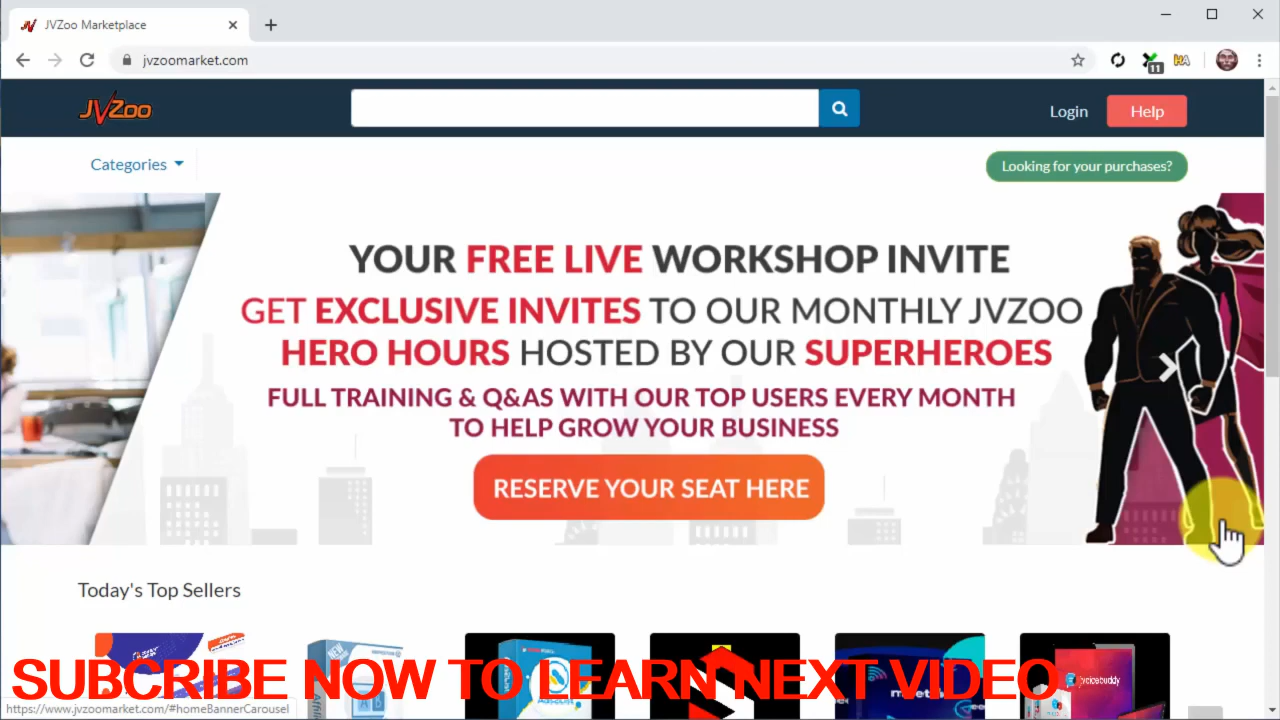 JVZoo Marketplace
jvzoomarket.com
11
HA
JVZoo
Login
Help
Categories
Looking for your purchases?
YOUR FREE LIVE WORKSHOP INVITE
GET EXCLUSIVE INVITES TO OUR MONTHLY JVZOO
HERO HOURS HOSTED BY OUR SUPERHEROES
FULL TRAINING & Q&AS WITH OUR TOP USERS EVERY MONTH
TO HELP GROW YOUR BUSINESS
RESERVE YOUR SEAT HERE
Today's Top Sellers
SUBCRIBE NOW TO LEARN NEXT VIDEO
jvoicebuddy
https://www.jvzoomarket.com/#homeBannerCarousel